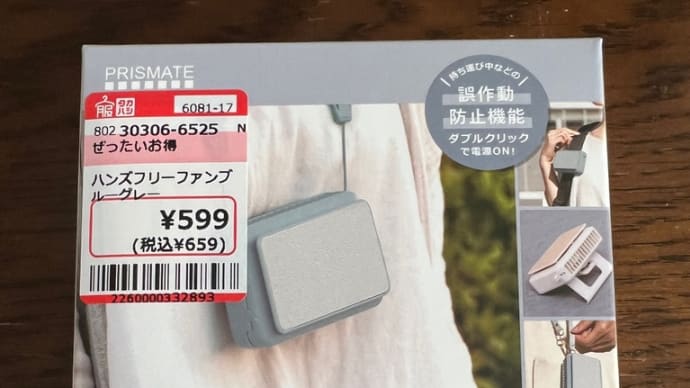 PRISMATE
服 忍
6081-17
802 30306-6525 N
ぜったいお得
ハンズフリーファンブ
ルーグレー
¥599
(税込¥659)
2260000332893
持ち運び中などの
誤作動
防止機能
ダブルクリック
で電源ON!